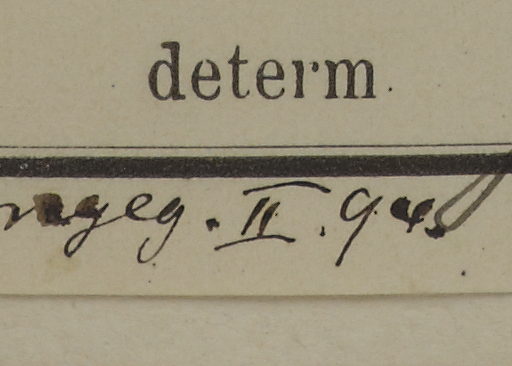 determ.
ngeg. II. 94.